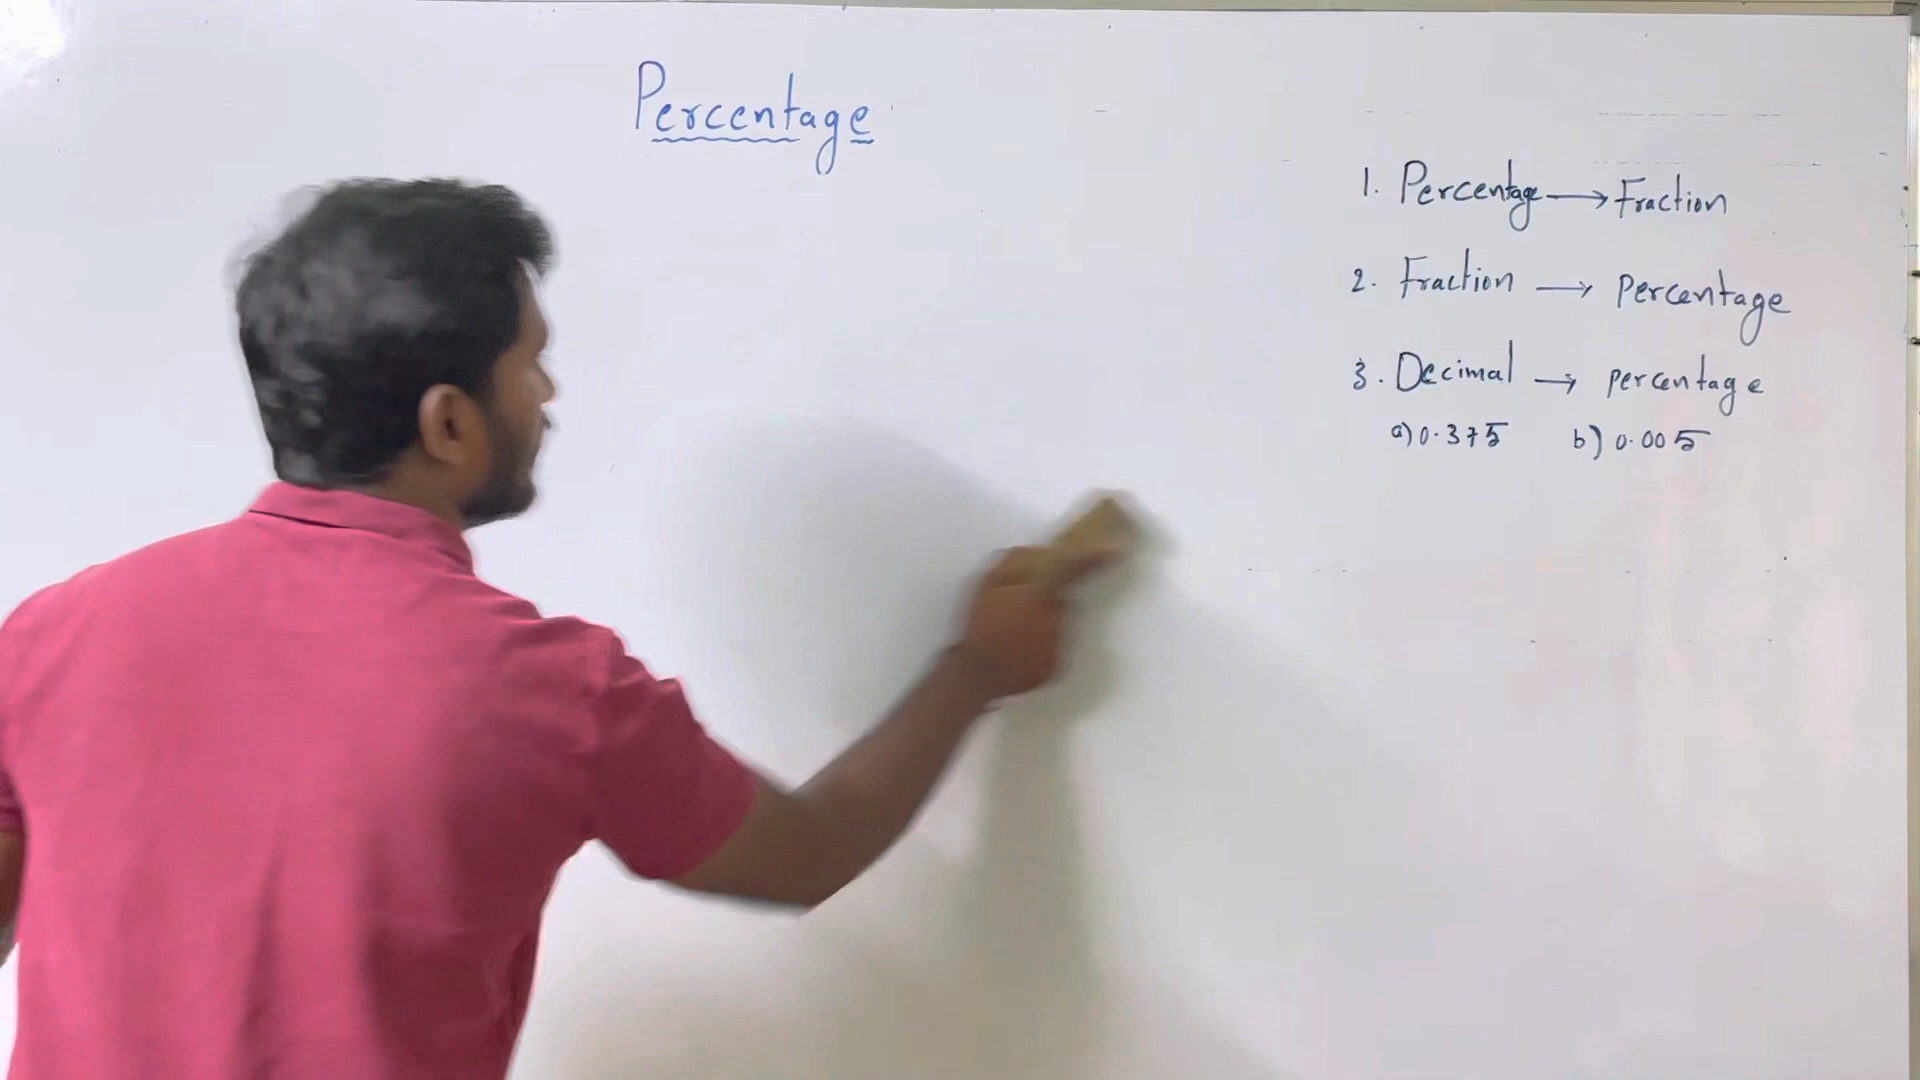 Percentage
1. Percentage → Fraction
2. Fraction → percentage
3. Decimal → percentage
a) 0.375 b) 0.005